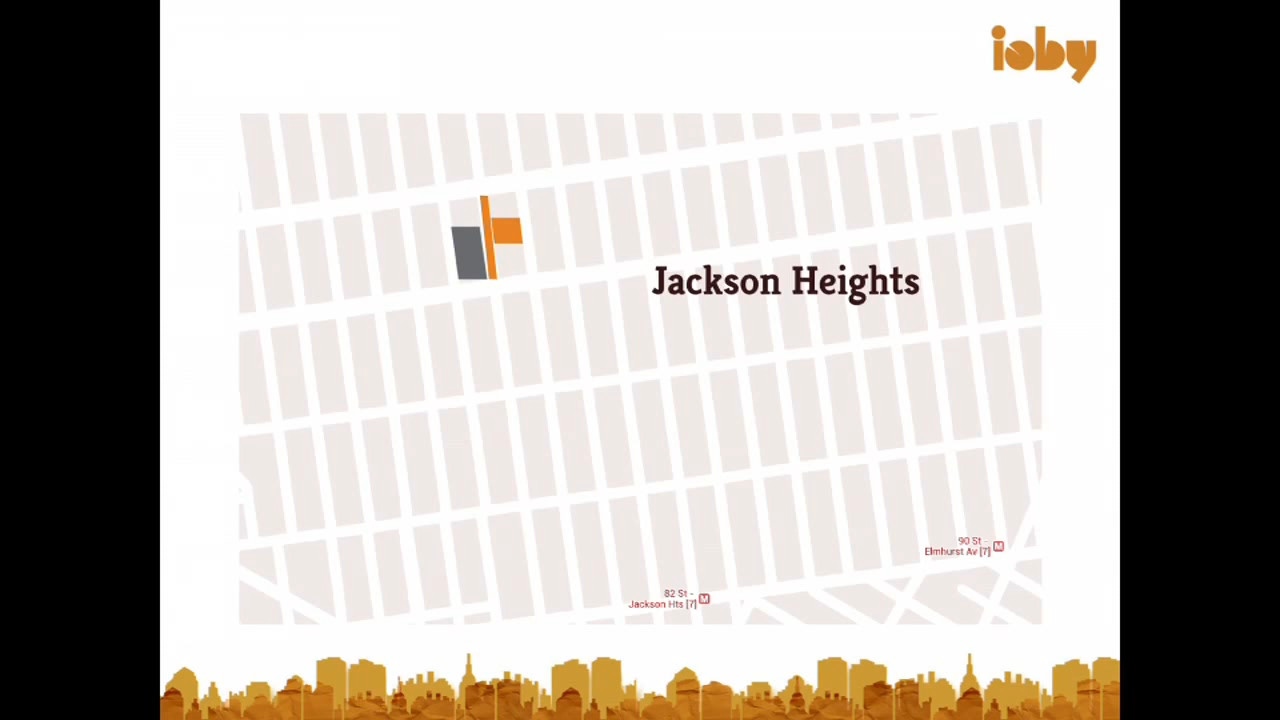 ioby
Jackson Heights
90 St -
Elmhurst Av [7]
M
82 St -
Jackson Hts [7]
M